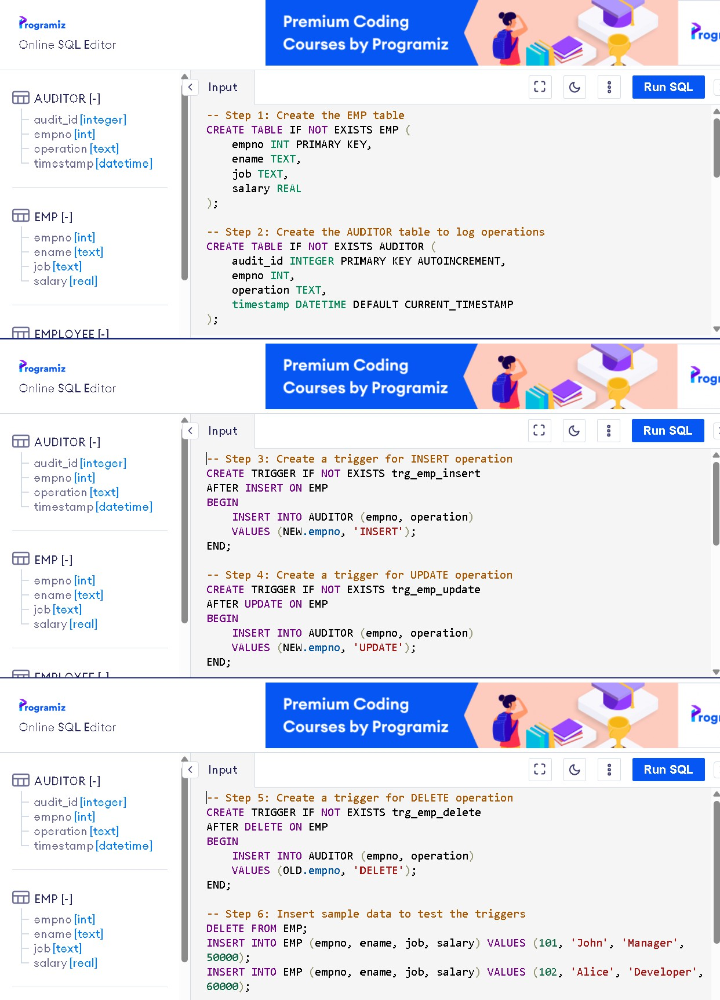 Programiz
Online SQL Editor
Premium Coding
Courses by Programiz
Input
Run SQL
AUDITOR [-]
audit_id [integer]
empno [int]
operation [text]
timestamp [datetime]
EMP [-]
empno [int]
ename [text]
job [text]
salary [real]
EMPLOYEE [-]
-- Step 1: Create the EMP table
CREATE TABLE IF NOT EXISTS EMP (
    empno INT PRIMARY KEY,
    ename TEXT,
    job TEXT,
    salary REAL
);
-- Step 2: Create the AUDITOR table to log operations
CREATE TABLE IF NOT EXISTS AUDITOR (
    audit_id INTEGER PRIMARY KEY AUTOINCREMENT,
    empno INT,
    operation TEXT,
    timestamp DATETIME DEFAULT CURRENT_TIMESTAMP
);
Programiz
Online SQL Editor
Premium Coding
Courses by Programiz
Input
Run SQL
AUDITOR [-]
audit_id [integer]
empno [int]
operation [text]
timestamp [datetime]
EMP [-]
empno [int]
ename [text]
job [text]
salary [real]
EMPLOYEE [-]
-- Step 3: Create a trigger for INSERT operation
CREATE TRIGGER IF NOT EXISTS trg_emp_insert
AFTER INSERT ON EMP
BEGIN
    INSERT INTO AUDITOR (empno, operation)
    VALUES (NEW.empno, 'INSERT');
END;
-- Step 4: Create a trigger for UPDATE operation
CREATE TRIGGER IF NOT EXISTS trg_emp_update
AFTER UPDATE ON EMP
BEGIN
    INSERT INTO AUDITOR (empno, operation)
    VALUES (NEW.empno, 'UPDATE');
END;
Programiz
Online SQL Editor
Premium Coding
Courses by Programiz
Input
Run SQL
AUDITOR [-]
audit_id [integer]
empno [int]
operation [text]
timestamp [datetime]
EMP [-]
empno [int]
ename [text]
job [text]
salary [real]
-- Step 5: Create a trigger for DELETE operation
CREATE TRIGGER IF NOT EXISTS trg_emp_delete
AFTER DELETE ON EMP
BEGIN
    INSERT INTO AUDITOR (empno, operation)
    VALUES (OLD.empno, 'DELETE');
END;
-- Step 6: Insert sample data to test the triggers
DELETE FROM EMP;
INSERT INTO EMP (empno, ename, job, salary) VALUES (101, 'John', 'Manager',
50000);
INSERT INTO EMP (empno, ename, job, salary) VALUES (102, 'Alice', 'Developer',
60000);